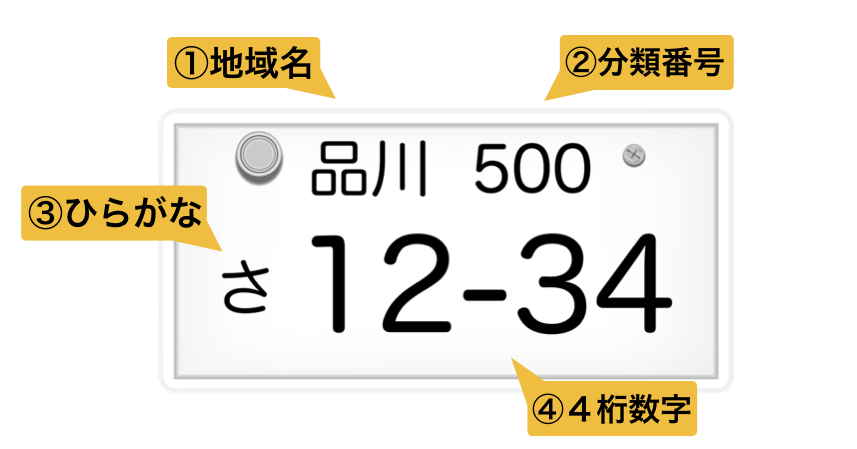 ①地域名
②分類番号
品川 500
③ひらがな
さ 12-34
④４桁数字